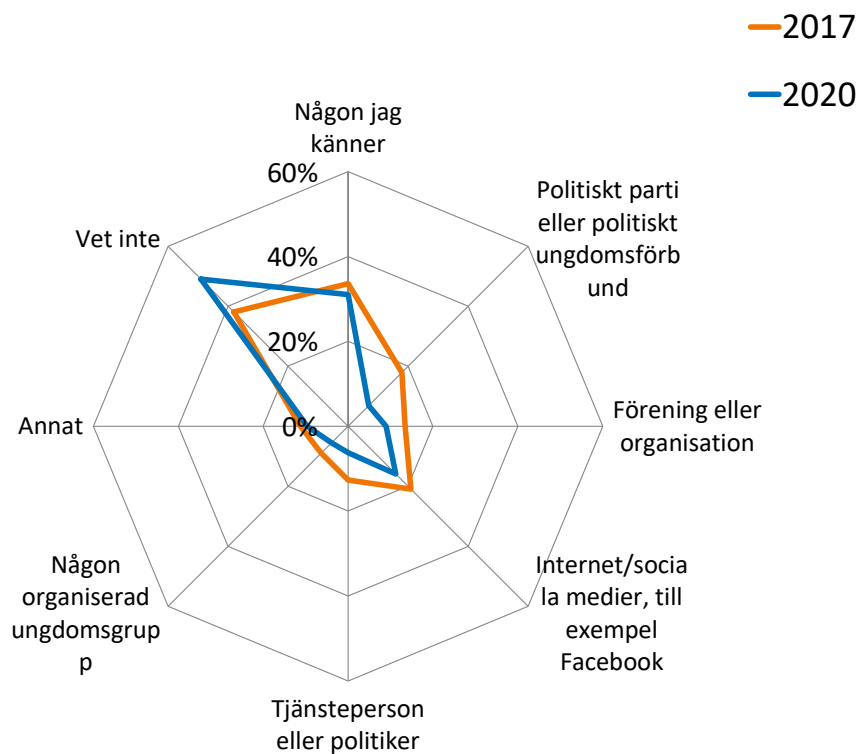 2017
2020
Någon jag
känner
60%
Politiskt parti
eller politiskt
ungdomsförb
und
Vet inte
40%
20%
Annat
0%
Förening eller
organisation
Någon
organiserad
ungdomsgrup
p
Internet/socia
la medier, till
exempel
Facebook
Tjänsteperson
eller politiker